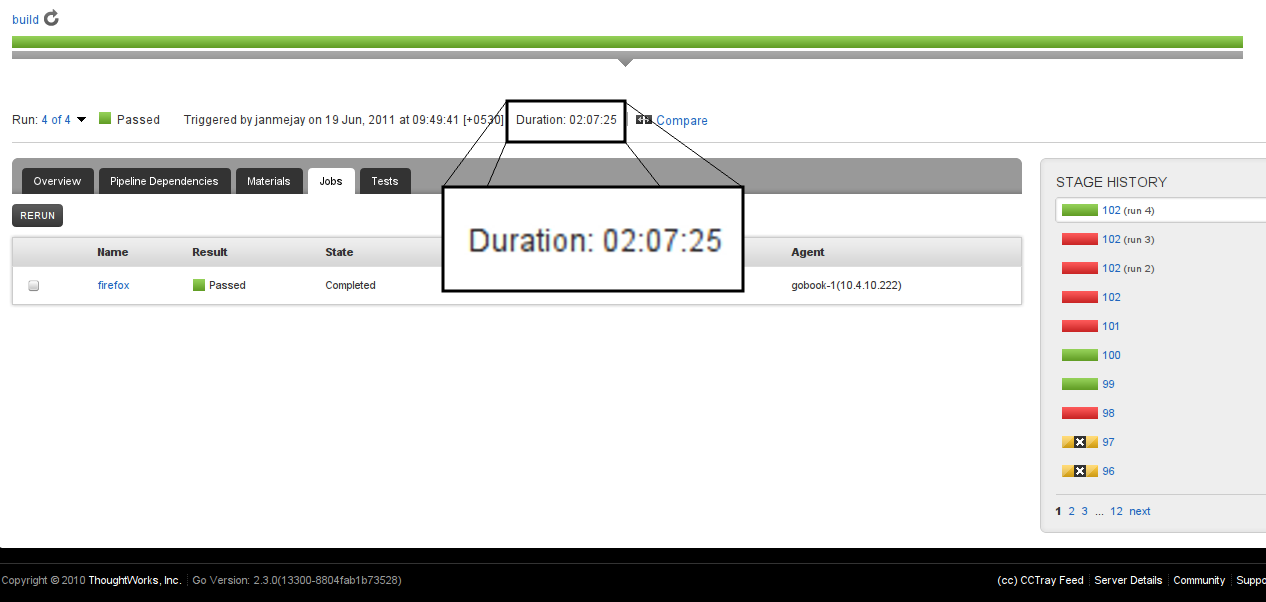 build
Run: 4 of 4 Passed Triggered by janmejay on 19 Jun, 2011 at 09:49:41 [+0530] Duration: 02:07:25 Compare
Overview Pipeline Dependencies Materials Jobs Tests
RERUN
Name Result State Agent
firefox Passed Completed gobook-1(10.4.10.222)
Duration: 02:07:25
STAGE HISTORY
102 (run 4)
102 (run 3)
102 (run 2)
102
101
100
99
98
97
96
1 2 3 ... 12 next
Copyright © 2010 ThoughtWorks, Inc. Go Version: 2.3.0(13300-8804fab1b73528)
(cc) CCTray Feed Server Details Community Suppo